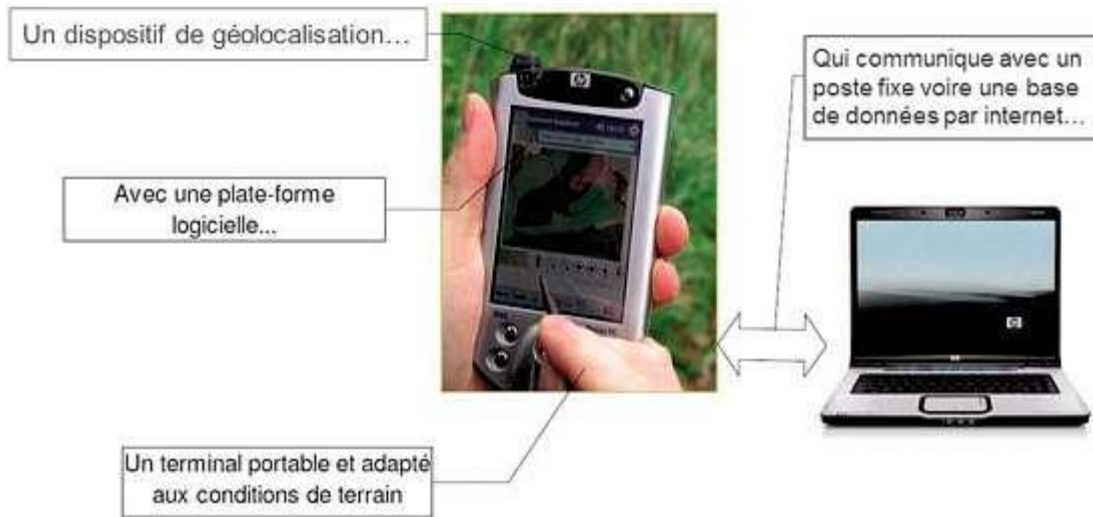 Un dispositif de géolocalisation…
Qui communique avec un
poste fixe voire une base
de données par internet…
Avec une plate-forme
logicielle...
Un terminal portable et adapté
aux conditions de terrain
hp